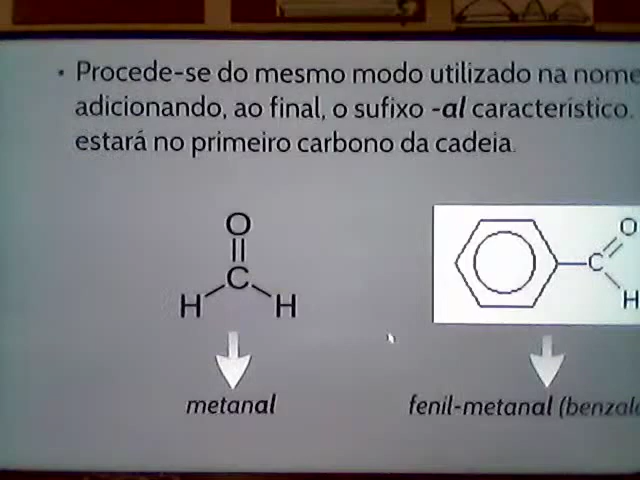 • Procede-se do mesmo modo utilizado na nome
adicionando, ao final, o sufixo -al característico.
estará no primeiro carbono da cadeia.
O
C
H H
O
C
H
metanal
fenil-metanal (benzal